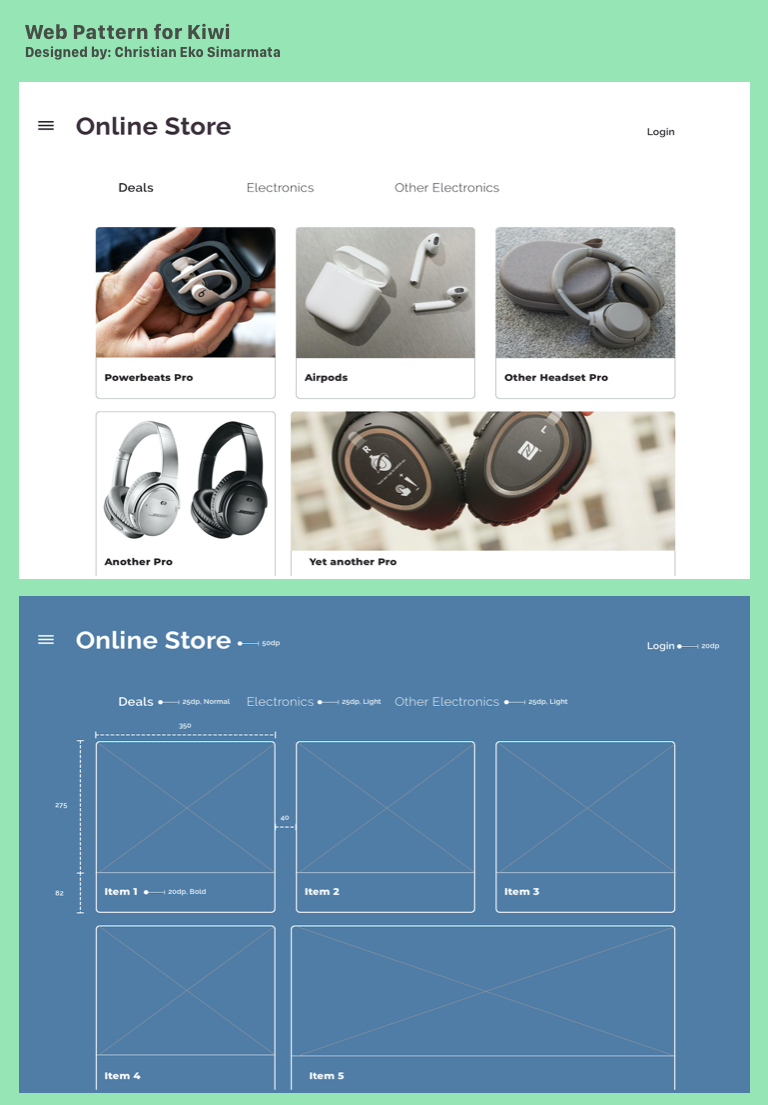 Web Pattern for Kiwi
Designed by: Christian Eko Simarmata
Online Store
Login
Deals
Electronics
Other Electronics
Powerbeats Pro
Airpods
Other Headset Pro
R
L
Another Pro
Yet another Pro
Online Store
50dp
Login
20dp
Deals
25dp, Normal
Electronics
25dp, Light
Other Electronics
25dp, Light
350
275
40
82
Item 1
20dp, Bold
Item 2
Item 3
Item 4
Item 5